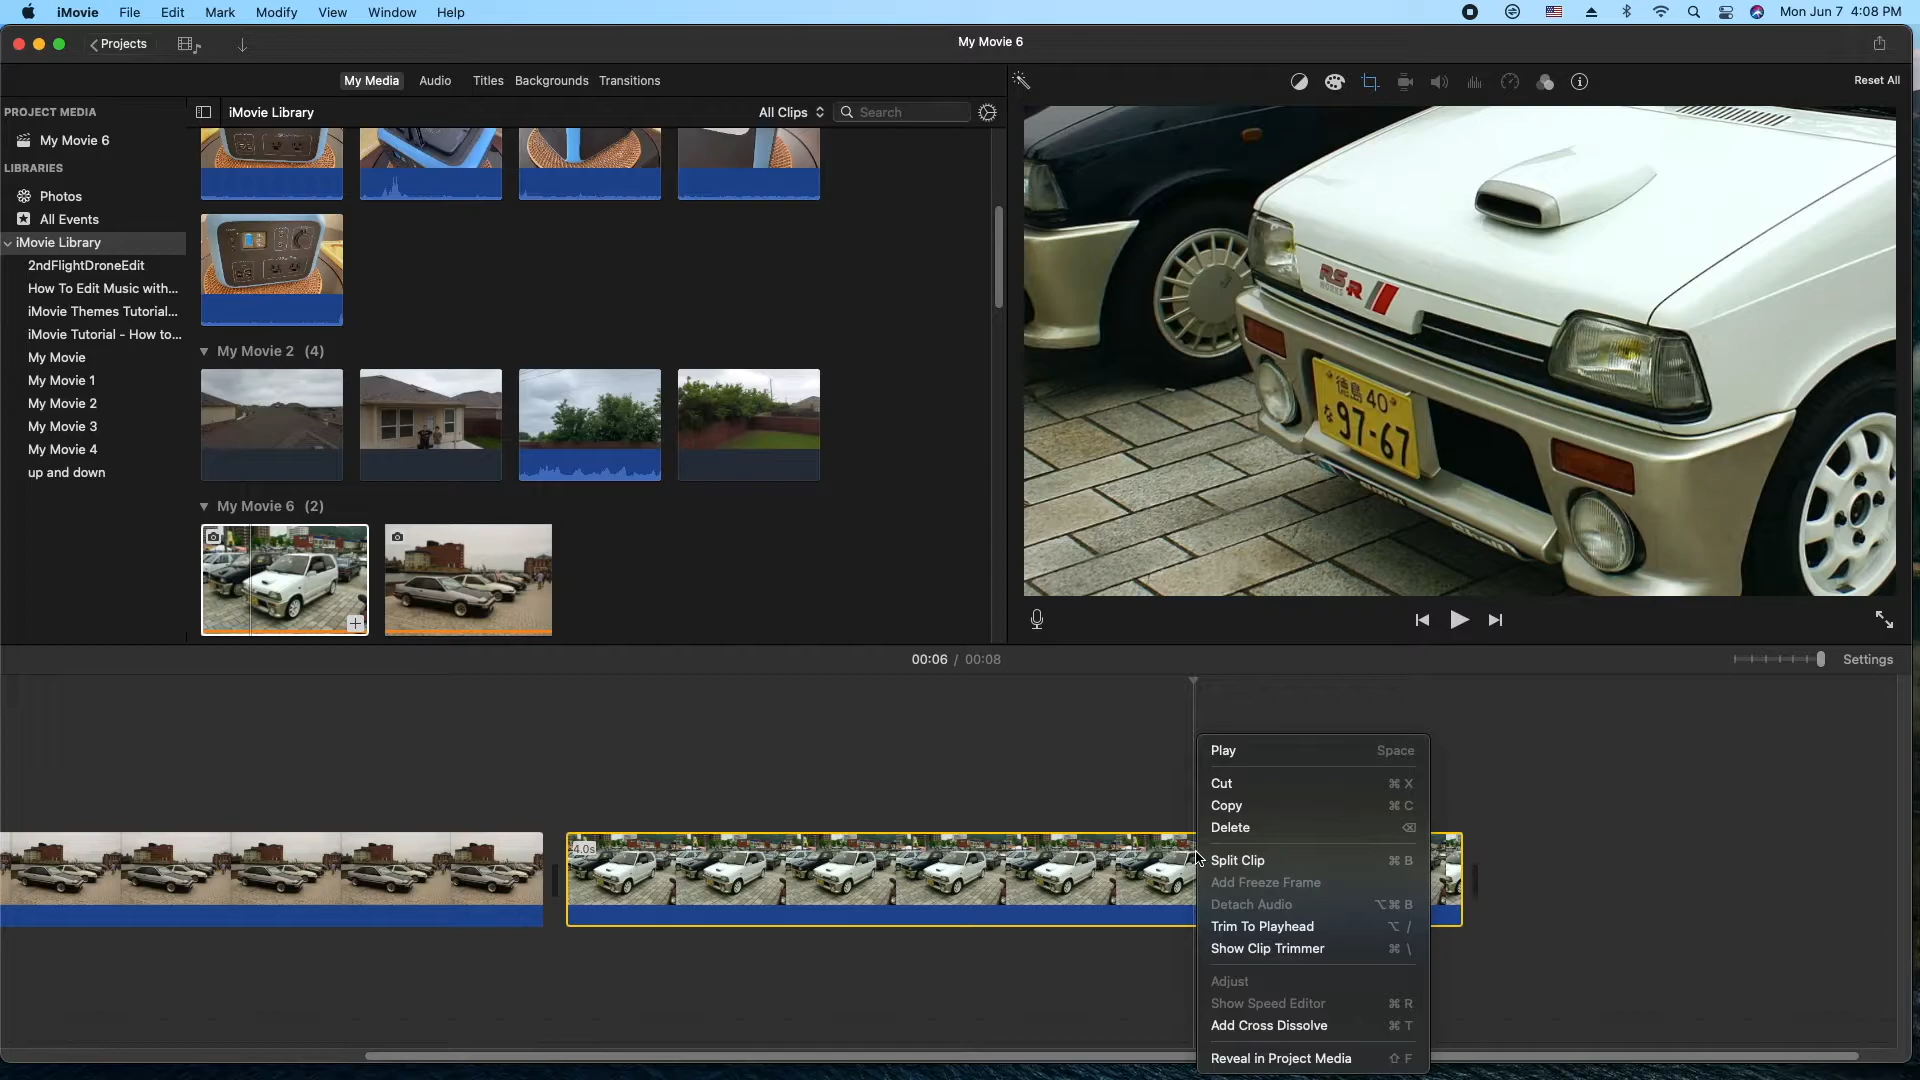 iMovie File Edit Mark Modify View Window Help
Mon Jun 7 4:08 PM
Projects
My Movie 6
My Media Audio Titles Backgrounds Transitions
Reset All
PROJECT MEDIA
iMovie Library
All Clips
Search
My Movie 6
LIBRARIES
Photos
All Events
iMovie Library
2ndFlightDroneEdit
How To Edit Music with...
iMovie Themes Tutorial...
iMovie Tutorial - How to...
My Movie
My Movie 1
My Movie 2
My Movie 3
My Movie 4
up and down
My Movie 2 (4)
My Movie 6 (2)
RS-R
WORKS
徳島 40
な 97-67
00:06 / 00:08
Settings
4.0s
Play Space
Cut ⌘ X
Copy ⌘ C
Delete ⌫
Split Clip ⌘ B
Add Freeze Frame
Detach Audio ⌥ ⌘ B
Trim To Playhead ⌥ /
Show Clip Trimmer ⌘ \
Adjust
Show Speed Editor ⌘ R
Add Cross Dissolve ⌘ T
Reveal in Project Media ⇧ F